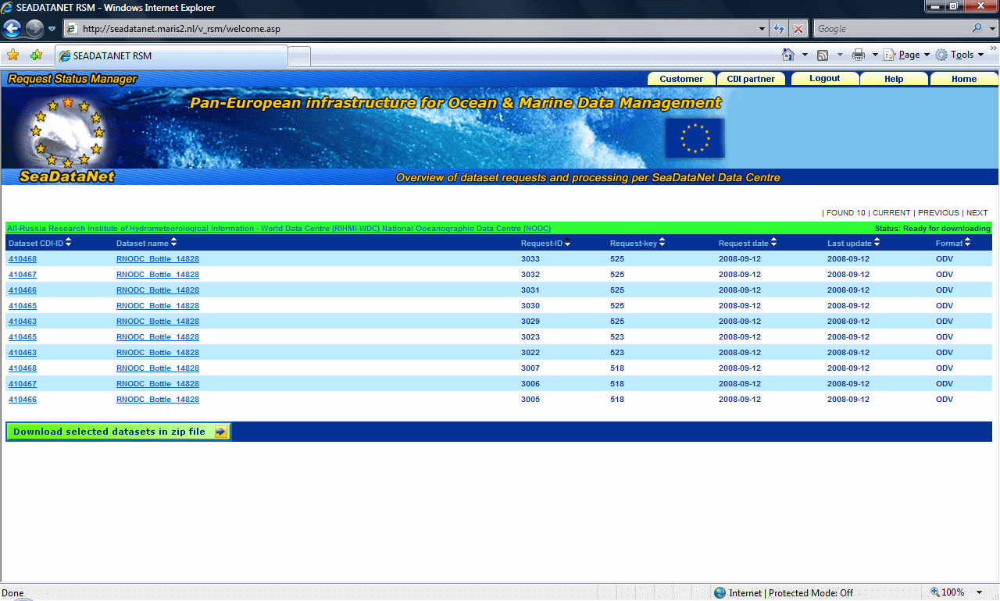 SEADATANET RSM - Windows Internet Explorer
http://seadatanet.maris2.nl/v_rsm/welcome.asp Google
SEADATANET RSM Page Tools
Request Status Manager Customer CDI partner Logout Help Home
Pan-European infrastructure for Ocean & Marine Data Management
SeaDataNet Overview of dataset requests and processing per SeaDataNet Data Centre
| FOUND 10 | CURRENT | PREVIOUS | NEXT
All-Russia Research Institute of Hydrometeorological Information - World Data Centre (RIHMI-WDC) National Oceanographic Data Centre (NODC) Status: Ready for downloading
Dataset CDI-ID Dataset name Request-ID Request-key Request date Last update Format
410468 RNODC_Bottle_14828 3033 525 2008-09-12 2008-09-12 ODV
410467 RNODC_Bottle_14828 3032 525 2008-09-12 2008-09-12 ODV
410466 RNODC_Bottle_14828 3031 525 2008-09-12 2008-09-12 ODV
410465 RNODC_Bottle_14828 3030 525 2008-09-12 2008-09-12 ODV
410463 RNODC_Bottle_14828 3029 525 2008-09-12 2008-09-12 ODV
410465 RNODC_Bottle_14828 3023 523 2008-09-12 2008-09-12 ODV
410463 RNODC_Bottle_14828 3022 523 2008-09-12 2008-09-12 ODV
410468 RNODC_Bottle_14828 3007 518 2008-09-12 2008-09-12 ODV
410467 RNODC_Bottle_14828 3006 518 2008-09-12 2008-09-12 ODV
410466 RNODC_Bottle_14828 3005 518 2008-09-12 2008-09-12 ODV
Download selected datasets in zip file
Done Internet | Protected Mode: Off 100%